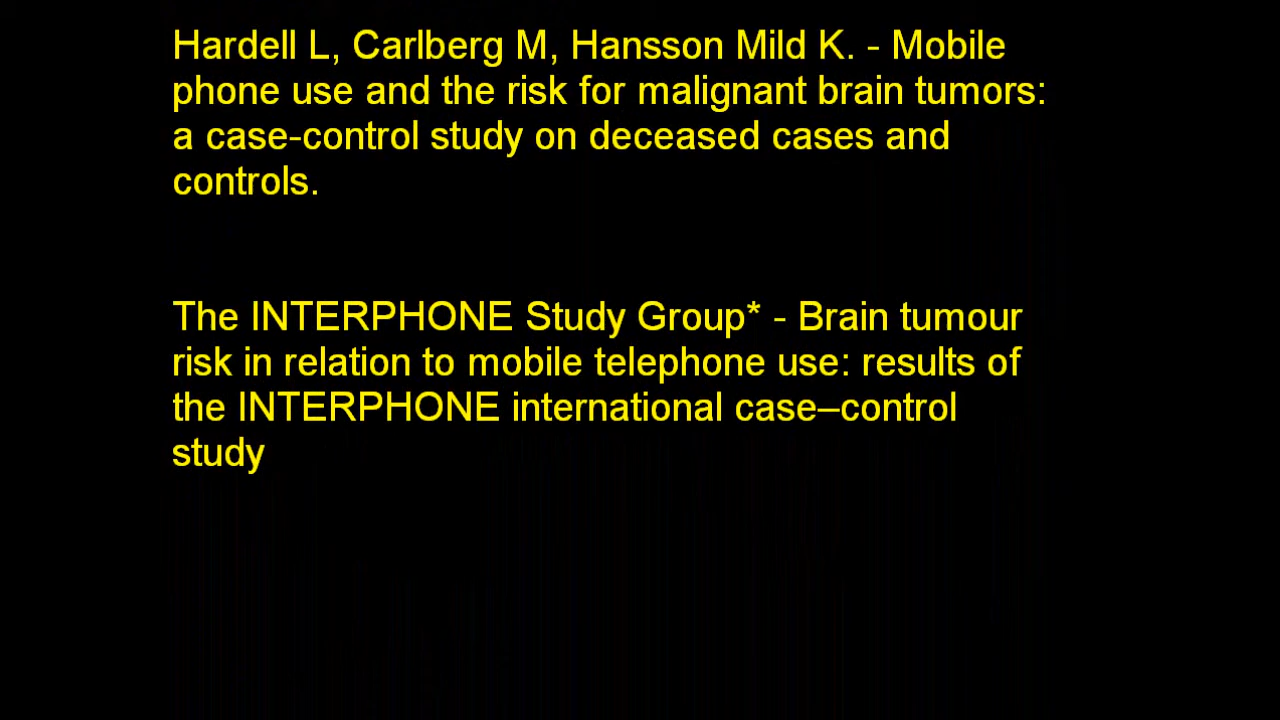 Hardell L, Carlberg M, Hansson Mild K. - Mobile
phone use and the risk for malignant brain tumors:
a case-control study on deceased cases and
controls.
The INTERPHONE Study Group* - Brain tumour
risk in relation to mobile telephone use: results of
the INTERPHONE international case–control
study